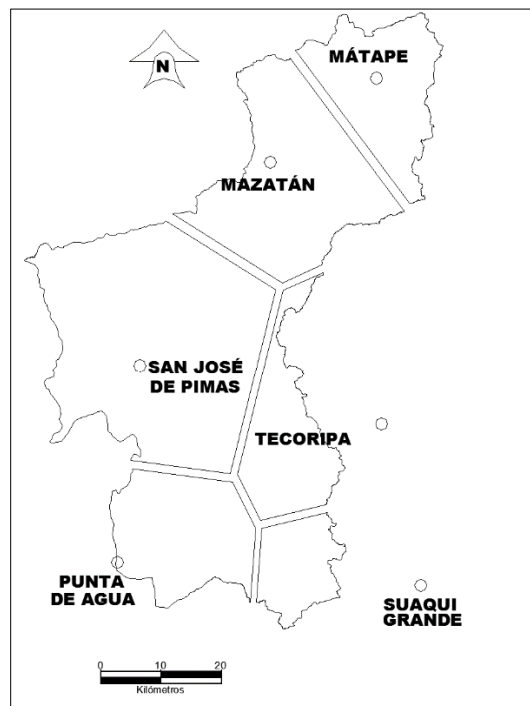 MÁTAPE
N
MAZATÁN
SAN JOSÉ
DE PIMAS
TECORIPA
PUNTA
DE AGUA
SUAQUI
GRANDE
0 10 20
Kilómetros